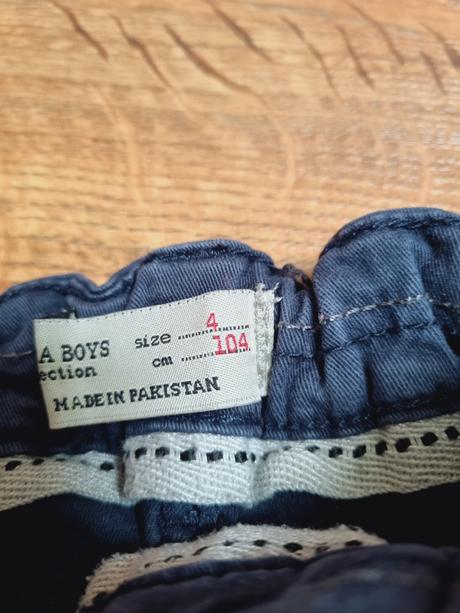 A BOYS size 4
ection cm 104
MADE IN PAKISTAN